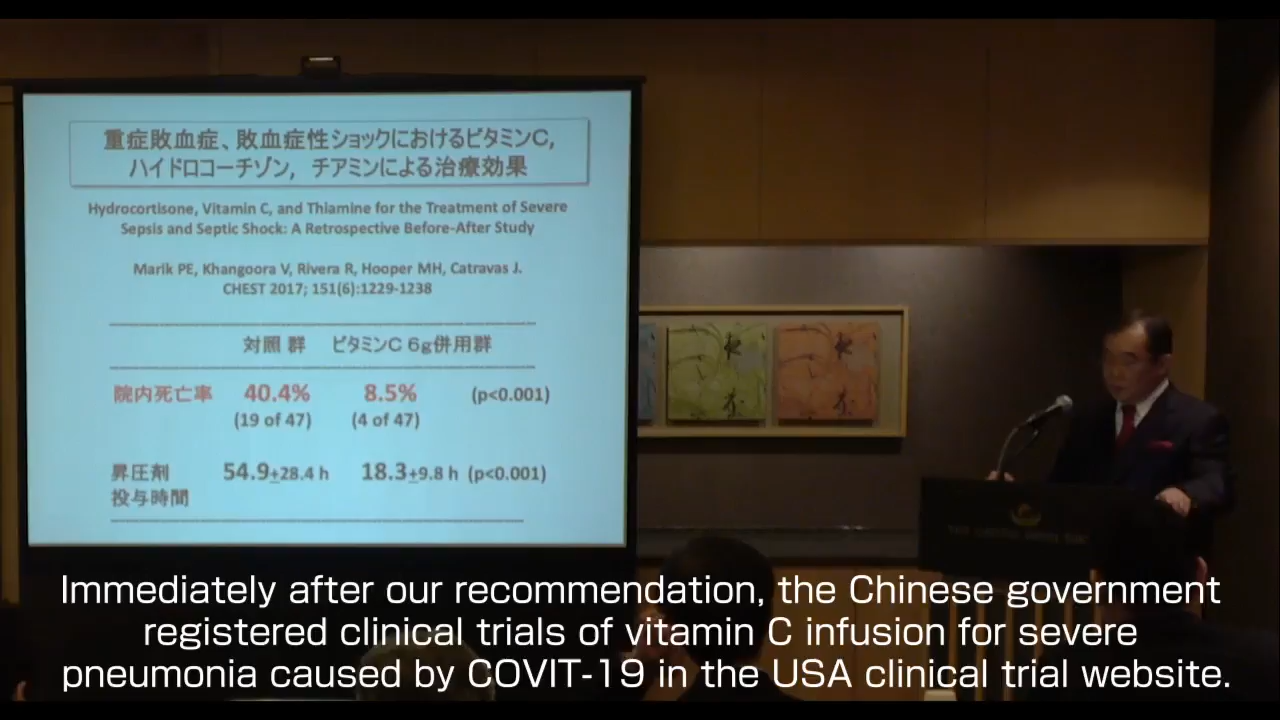 重症敗血症、敗血症性ショックにおけるビタミンC,
ハイドロコーチゾン, チアミンによる治療効果
Hydrocortisone, Vitamin C, and Thiamine for the Treatment of Severe
Sepsis and Septic Shock: A Retrospective Before-After Study
Marik PE, Khangoora V, Rivera R, Hooper MH, Catravas J.
CHEST 2017; 151(6):1229-1238
対照 群 ビタミンC 6g併用群
院内死亡率 40.4% 8.5% (p<0.001)
(19 of 47) (4 of 47)
昇圧剤 54.9±28.4 h 18.3±9.8 h (p<0.001)
投与時間
Immediately after our recommendation, the Chinese government
registered clinical trials of vitamin C infusion for severe
pneumonia caused by COVIT-19 in the USA clinical trial website.